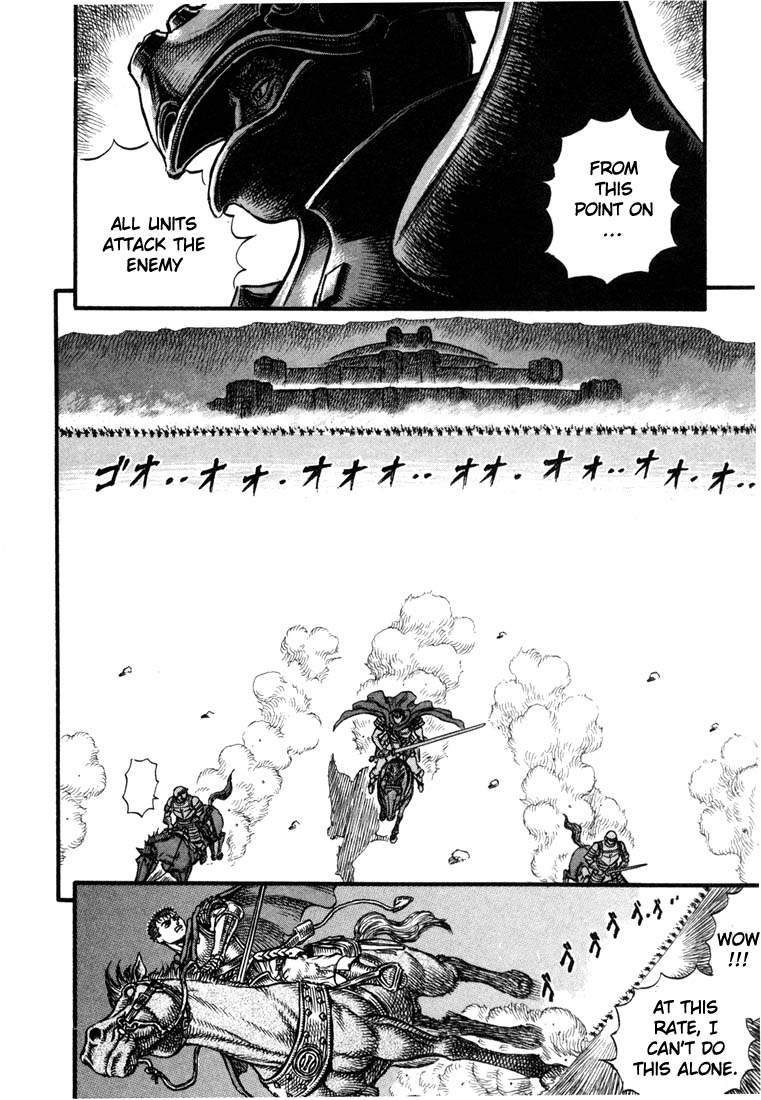 FROM
THIS
POINT ON
...
ALL UNITS
ATTACK THE
ENEMY
ゴオ‥オオ.オオオ‥オオ.オオ‥オオ.オ‥
WOW
!!!
AT THIS
RATE, I
CAN'T DO
THIS ALONE.